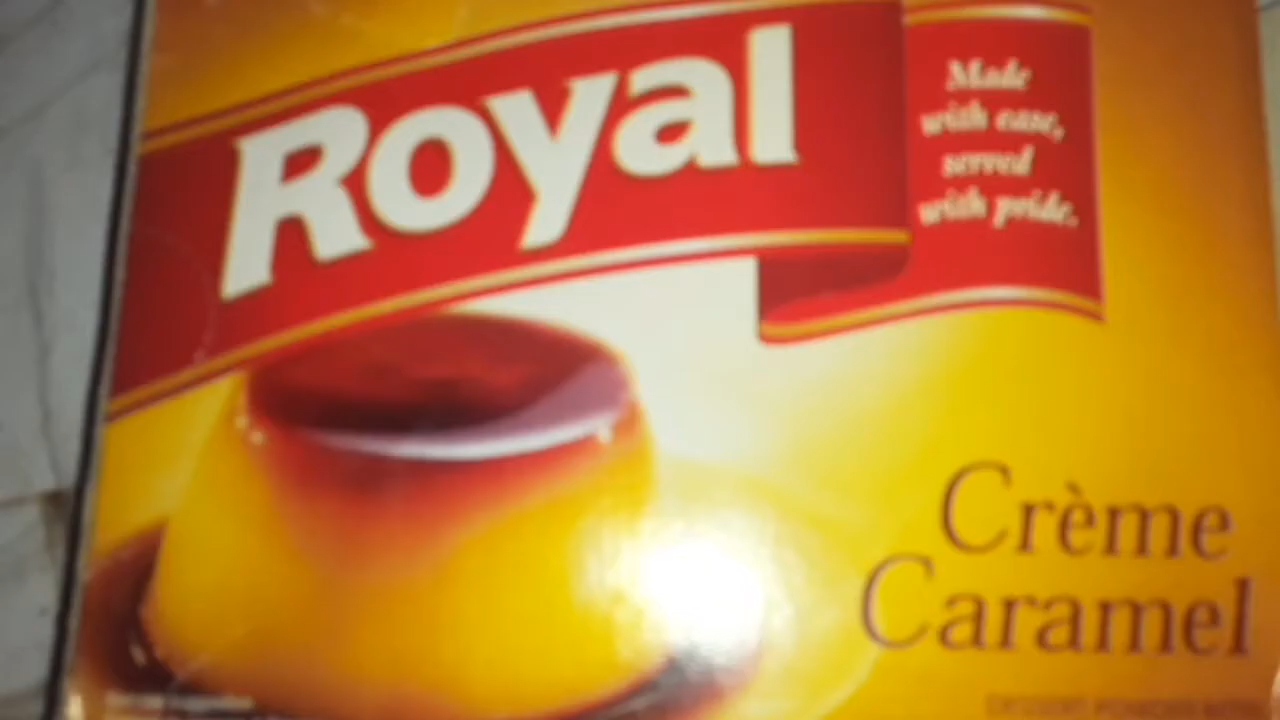 Royal
Made
with ease,
served
with pride.
Crème
Caramel